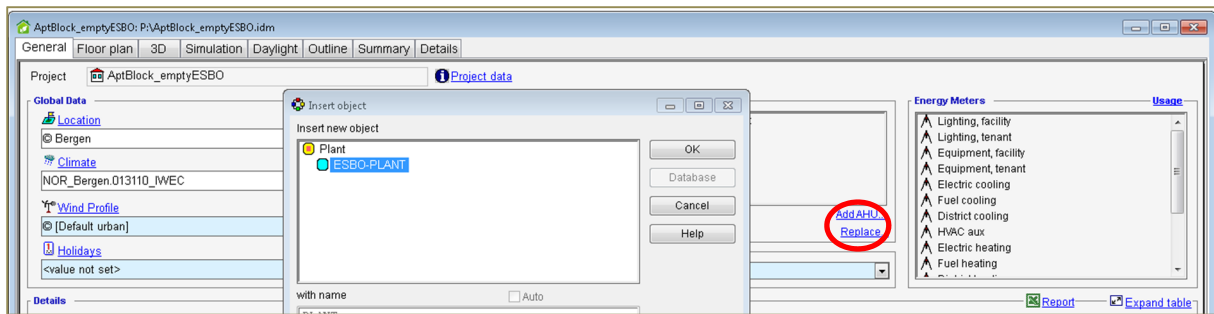 AptBlock_emptyESBO: P:\AptBlock_emptyESBO.idm
General Floor plan 3D Simulation Daylight Outline Summary Details
Project AptBlock_emptyESBO Project data
Global Data
Location
© Bergen
Climate
NOR_Bergen.013110_IWEC
Wind Profile
© [Default urban]
Holidays
<value not set>
Details
Insert object
Insert new object
Plant
ESBO-PLANT
OK
Database
Cancel
Help
with name
Auto
Add AHU..
Replace..
Energy Meters Usage
Lighting, facility
Lighting, tenant
Equipment, facility
Equipment, tenant
Electric cooling
Fuel cooling
District cooling
HVAC aux
Electric heating
Fuel heating
Report Expand table